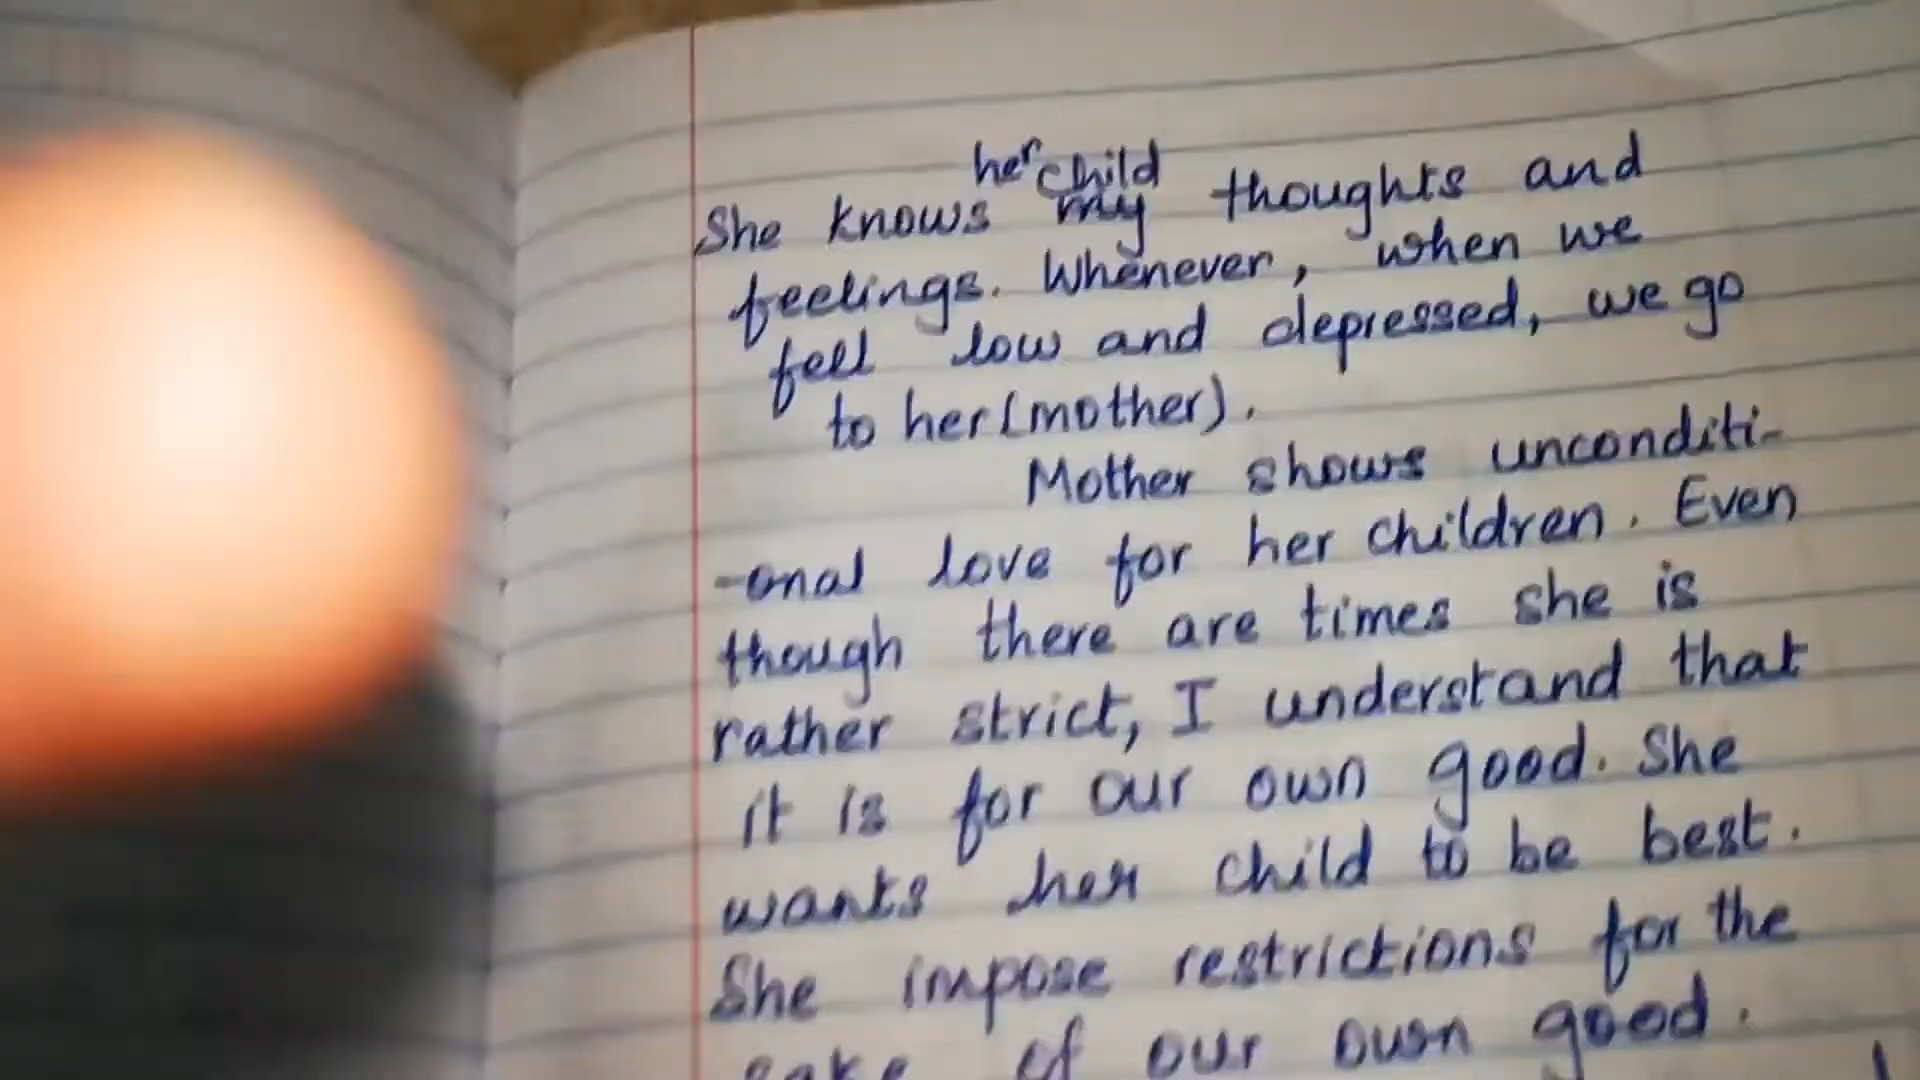 her child
She knows my thoughts and
feelings. Whenever, when we
feel low and depressed, we go
to her (mother).
Mother shows unconditi-
-onal love for her children. Even
though there are times she is
rather strict, I understand that
it is for our own good. She
wants her child to be best.
She impose restrictions for the
sake of our own good.